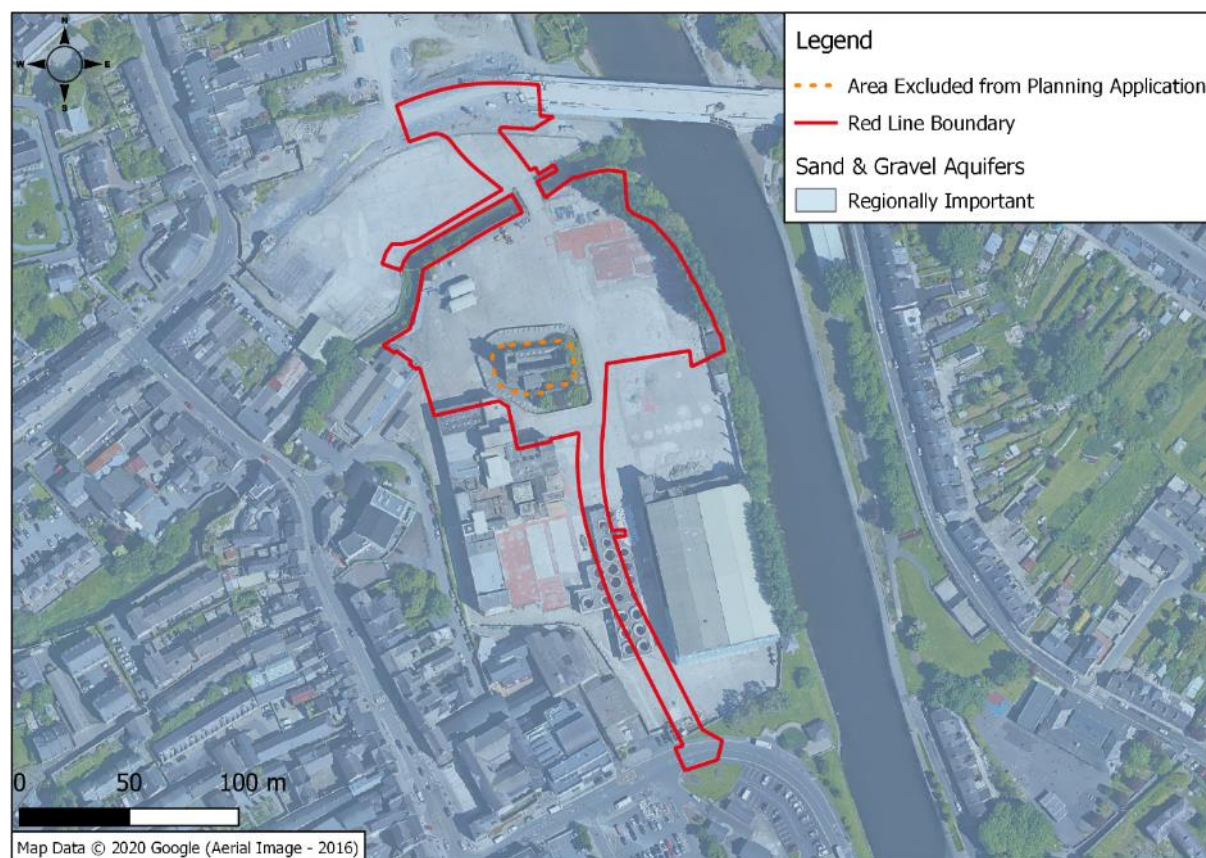 N
W E
S
Legend
Area Excluded from Planning Application
Red Line Boundary
Sand & Gravel Aquifers
Regionally Important
0 50 100 m
Map Data © 2020 Google (Aerial Image - 2016)